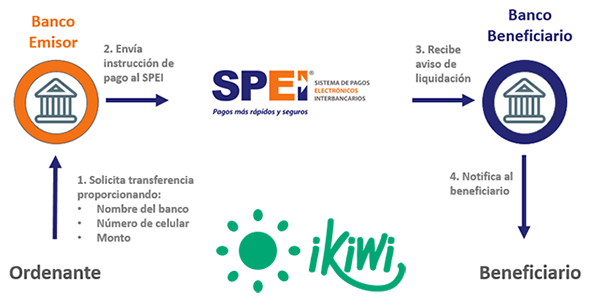 Banco
Emisor
2. Envía
instrucción de
pago al SPEI
SPEI®
SISTEMA DE PAGOS
ELECTRÓNICOS
INTERBANCARIOS
Pagos más rápidos y seguros
3. Recibe
aviso de
liquidación
Banco
Beneficiario
1. Solicita transferencia
proporcionando:
• Nombre del banco
• Número de celular
• Monto
4. Notifica al
beneficiario
Ordenante
iKiwi
Beneficiario